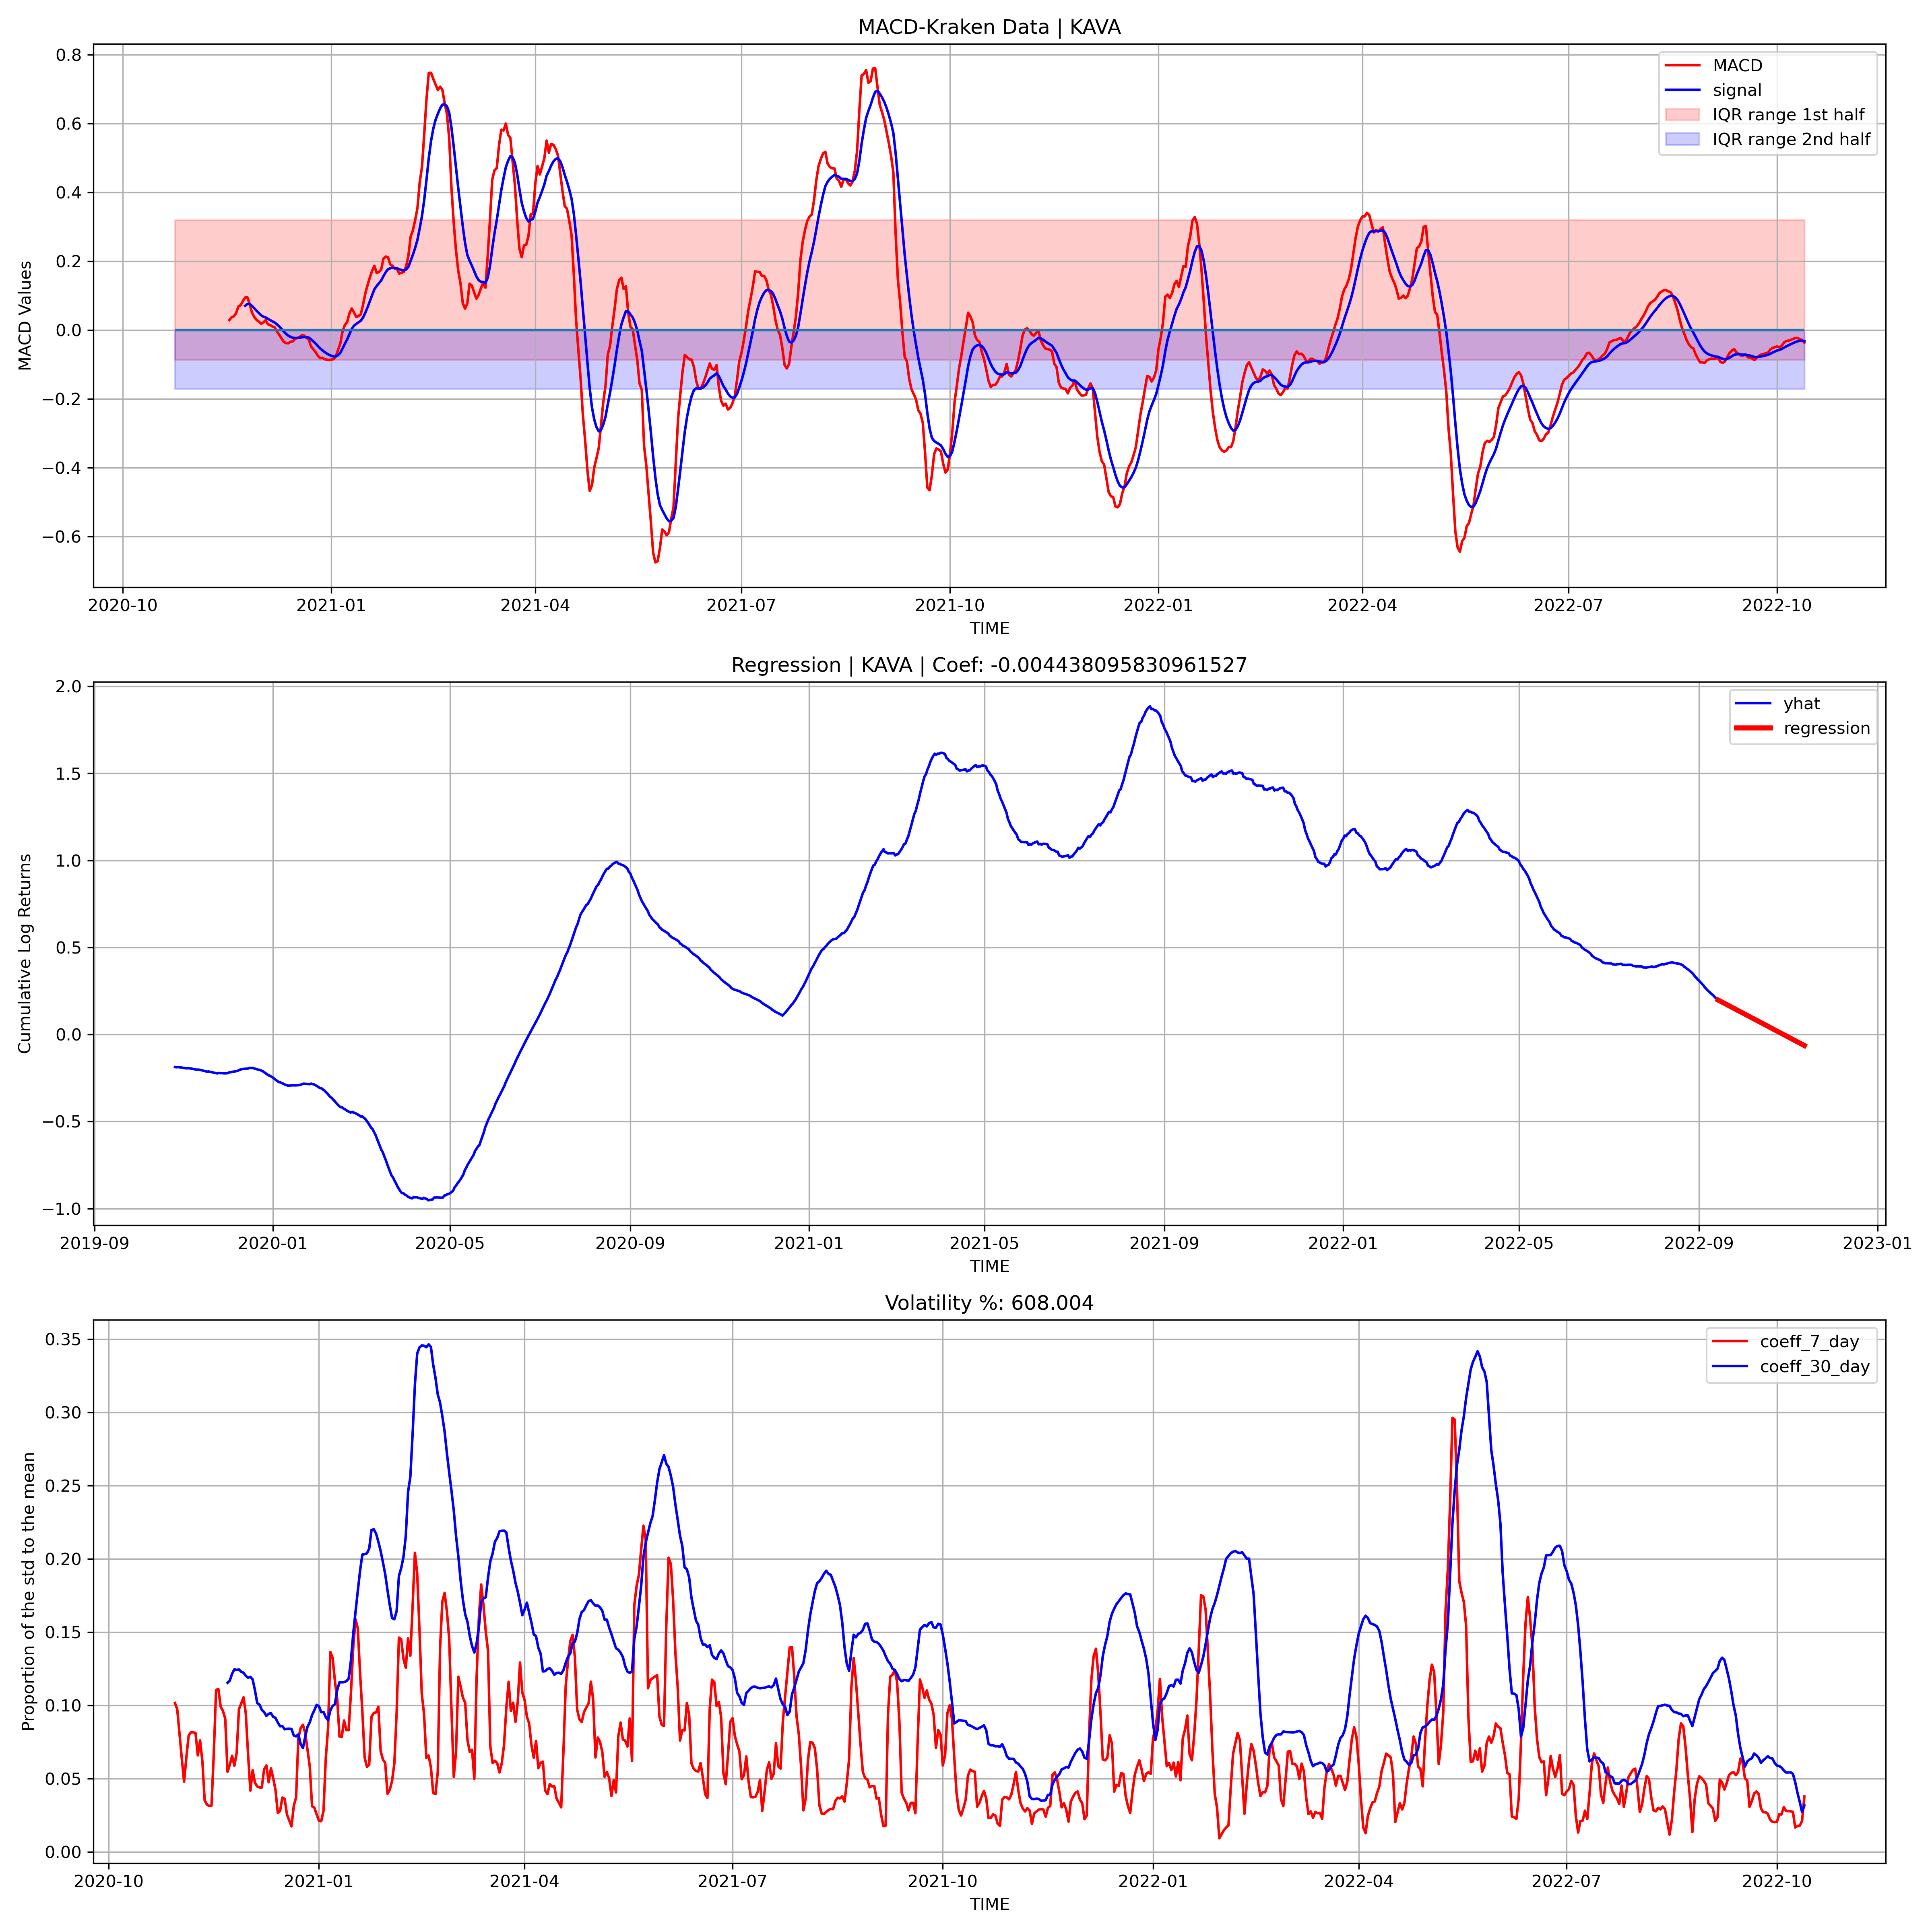 MACD-Kraken Data | KAVA
MACD
signal
IQR range 1st half
IQR range 2nd half
MACD Values
0.8
0.6
0.4
0.2
0.0
−0.2
−0.4
−0.6
2020-10 2021-01 2021-04 2021-07 2021-10 2022-01 2022-04 2022-07 2022-10
TIME
Regression | KAVA | Coef: -0.004438095830961527
yhat
regression
Cumulative Log Returns
2.0
1.5
1.0
0.5
0.0
−0.5
−1.0
2019-09 2020-01 2020-05 2020-09 2021-01 2021-05 2021-09 2022-01 2022-05 2022-09 2023-01
TIME
Volatility %: 608.004
coeff_7_day
coeff_30_day
Proportion of the std to the mean
0.35
0.30
0.25
0.20
0.15
0.10
0.05
0.00
2020-10 2021-01 2021-04 2021-07 2021-10 2022-01 2022-04 2022-07 2022-10
TIME